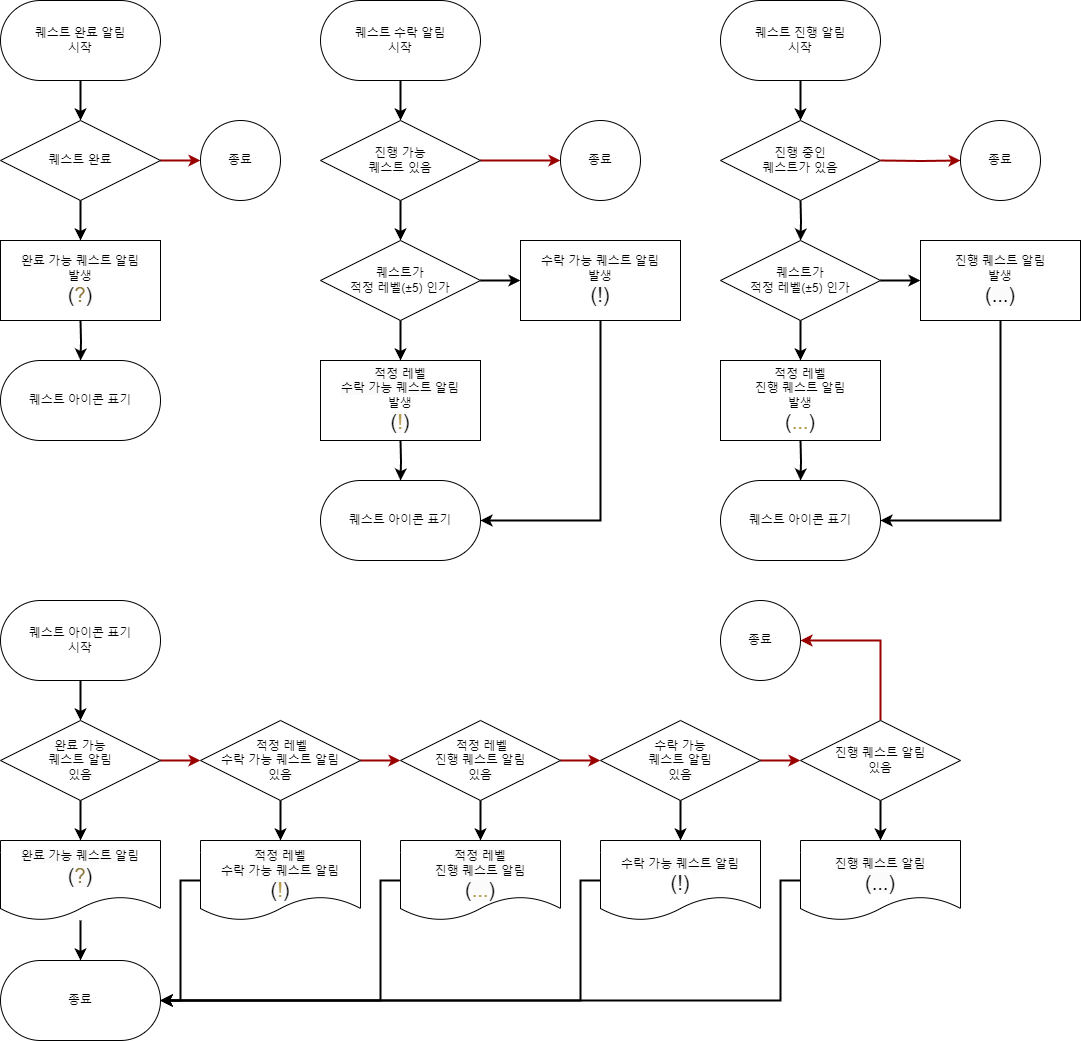 퀘스트 완료 알림
시작
퀘스트 완료
종료
완료 가능 퀘스트 알림
발생
(?)
퀘스트 아이콘 표기
퀘스트 수락 알림
시작
진행 가능
퀘스트 있음
종료
퀘스트가
적정 레벨(±5) 인가
수락 가능 퀘스트 알림
발생
(!)
적정 레벨
수락 가능 퀘스트 알림
발생
(!)
퀘스트 아이콘 표기
퀘스트 진행 알림
시작
진행 중인
퀘스트가 있음
종료
퀘스트가
적정 레벨(±5) 인가
진행 퀘스트 알림
발생
(...)
적정 레벨
진행 퀘스트 알림
발생
(...)
퀘스트 아이콘 표기
퀘스트 아이콘 표기
시작
종료
완료 가능
퀘스트 알림
있음
적정 레벨
수락 가능 퀘스트 알림
있음
적정 레벨
진행 퀘스트 알림
있음
수락 가능
퀘스트 알림
있음
진행 퀘스트 알림
있음
완료 가능 퀘스트 알림
(?)
적정 레벨
수락 가능 퀘스트 알림
(!)
적정 레벨
진행 퀘스트 알림
(...)
수락 가능 퀘스트 알림
(!)
진행 퀘스트 알림
(...)
종료